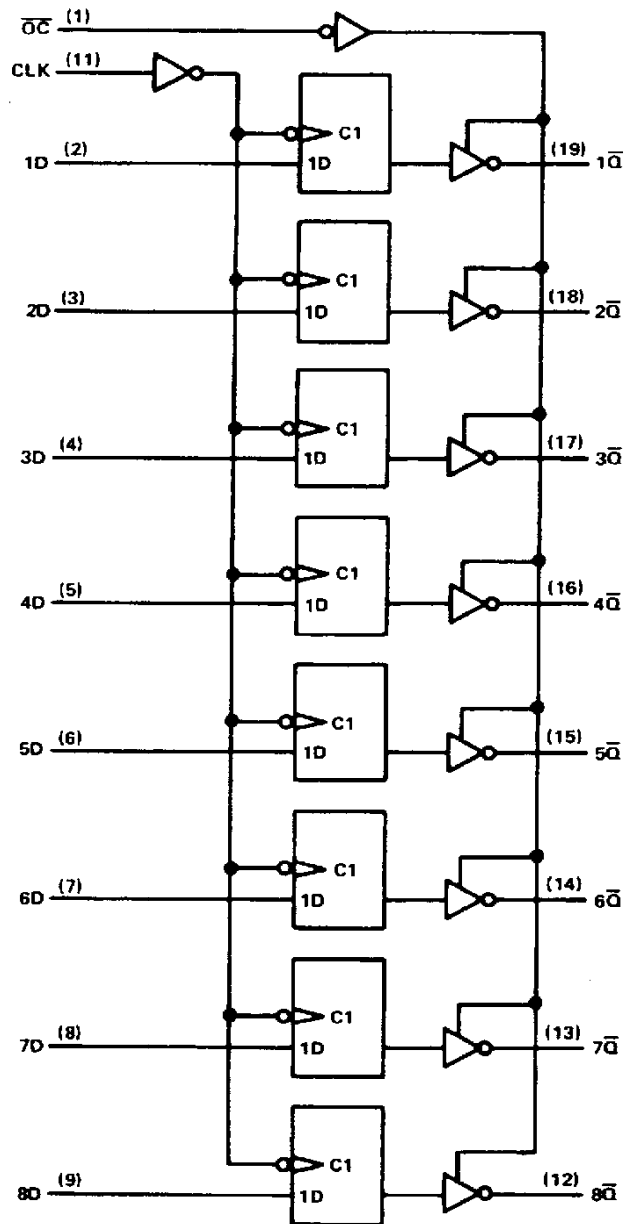 O̅C̅ (1)
CLK (11)
C1
1D (2) 1D (19) 1Q̅
C1
2D (3) 1D (18) 2Q̅
C1
3D (4) 1D (17) 3Q̅
C1
4D (5) 1D (16) 4Q̅
C1
5D (6) 1D (15) 5Q̅
C1
6D (7) 1D (14) 6Q̅
C1
7D (8) 1D (13) 7Q̅
C1
8D (9) 1D (12) 8Q̅